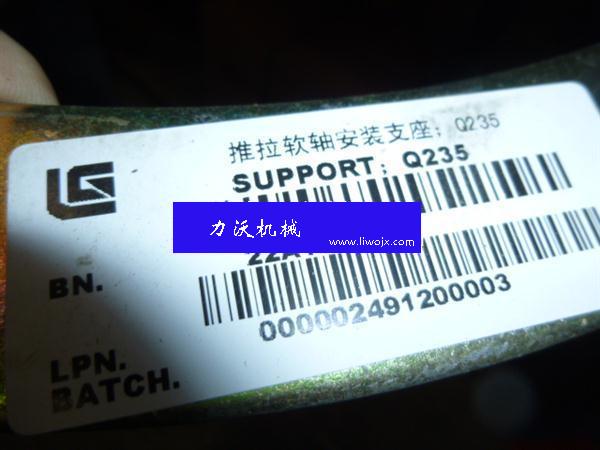 LG
推拉软轴安装支座；Q235
SUPPORT；Q235
力沃机械
www.liwojx.com
BN.
000002491200003
LPN.
BATCH.